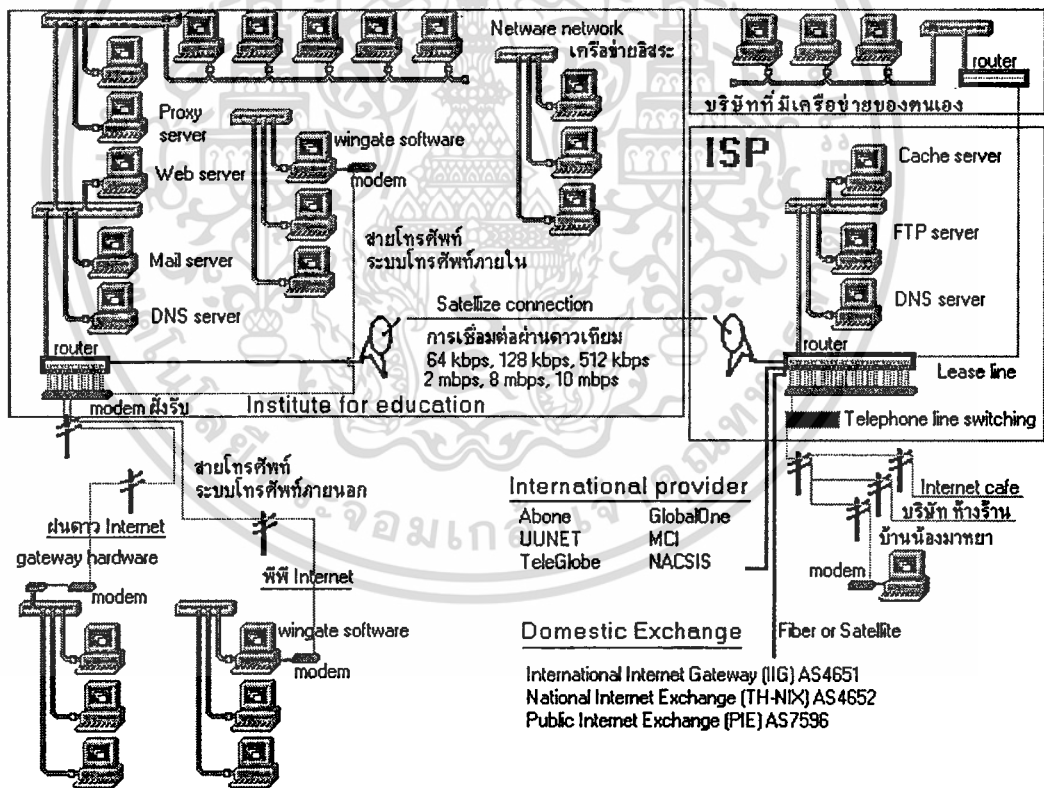 Netware network
เครือข่ายอิสระ
Proxy
server
Web server
Mail server
DNS server
router
modem ฝั่งรับ
Institute for education
wingate software
modem
สายโทรศัพท์
ระบบโทรศัพท์ภายใน
Satellize connection
การเชื่อมต่อผ่านดาวเทียม
64 kbps, 128 kbps, 512 kbps
2 mbps, 8 mbps, 10 mbps
router
บริษัทที่มีเครือข่ายของตนเอง
ISP
Cache server
FTP server
DNS server
router
Lease line
Telephone line switching
สายโทรศัพท์
ระบบโทรศัพท์ภายนอก
ฝนดาว Internet
gateway hardware
modem
พีพี Internet
wingate software
modem
International provider
Abone GlobalOne
UUNET MCI
TeleGlobe NACSIS
Internet cafe
บริษัท ห้างร้าน
บ้านน้องมาทยา
modem
Domestic Exchange
Fiber or Satellite
International Internet Gateway (IIG) AS4651
National Internet Exchange (TH-NIX) AS4652
Public Internet Exchange (PIE) AS7596